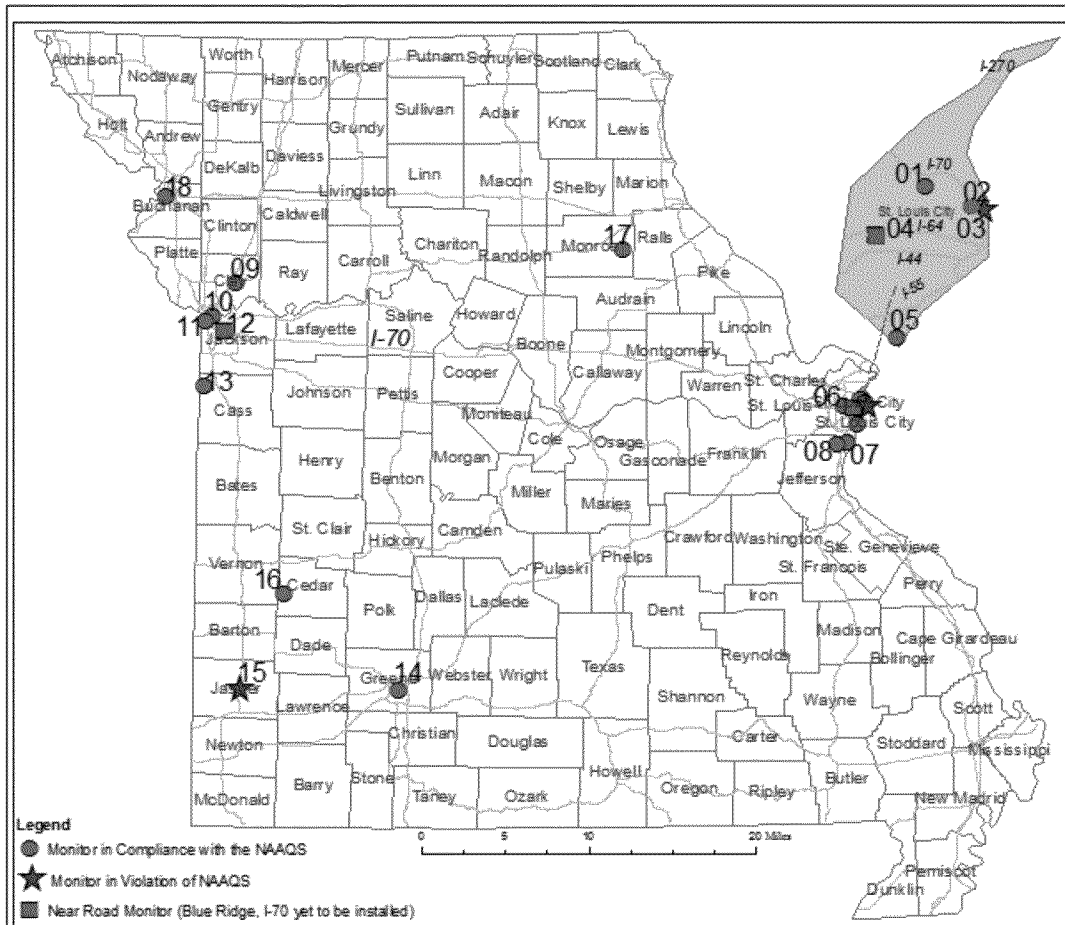 Atchison
Nodaway
Worth
Harrison
Mercer
Putnam
Schuyler
Scotland
Clark
I-270
Gentry
Sullivan
Adair
Knox
Lewis
Holt
Andrew
DeKalb
Daviess
Grundy
Livingston
Linn
Macon
Shelby
Marion
01
I-70
02
St. Louis City
03
04
I-64
I-44
I-55
05
18
Buchanan
Clinton
Caldwell
Chariton
Randolph
Monroe
17
Ralls
Pike
Platte
09
Ray
Carroll
10
11
12
Jackson
Lafayette
Saline
I-70
Howard
Boone
Audrain
Callaway
Montgomery
Lincoln
Warren
St. Charles
06
St. Louis
City
St. Louis City
13
Cass
Johnson
Pettis
Cooper
Moniteau
Cole
Osage
Gasconade
Franklin
08
07
Jefferson
Henry
Benton
Morgan
Miller
Maries
Bates
St. Clair
Hickory
Camden
Pulaski
Phelps
Crawford
Washington
Ste. Genevieve
St. Francois
Perry
Vernon
16
Cedar
Polk
Dallas
Laclede
Dent
Iron
Madison
Cape Girardeau
Bollinger
Barton
Dade
Reynolds
15
Jasper
Greene
14
Webster
Wright
Texas
Shannon
Wayne
Scott
Lawrence
Christian
Douglas
Carter
Stoddard
Mississippi
Newton
Barry
Stone
Howell
Oregon
Ripley
Butler
New Madrid
McDonald
Taney
Ozark
Pemiscot
Dunklin
0 5 10 20 Miles
Legend
Monitor in Compliance with the NAAQS
Monitor in Violation of NAAQS
Near Road Monitor (Blue Ridge, I-70 yet to be installed)